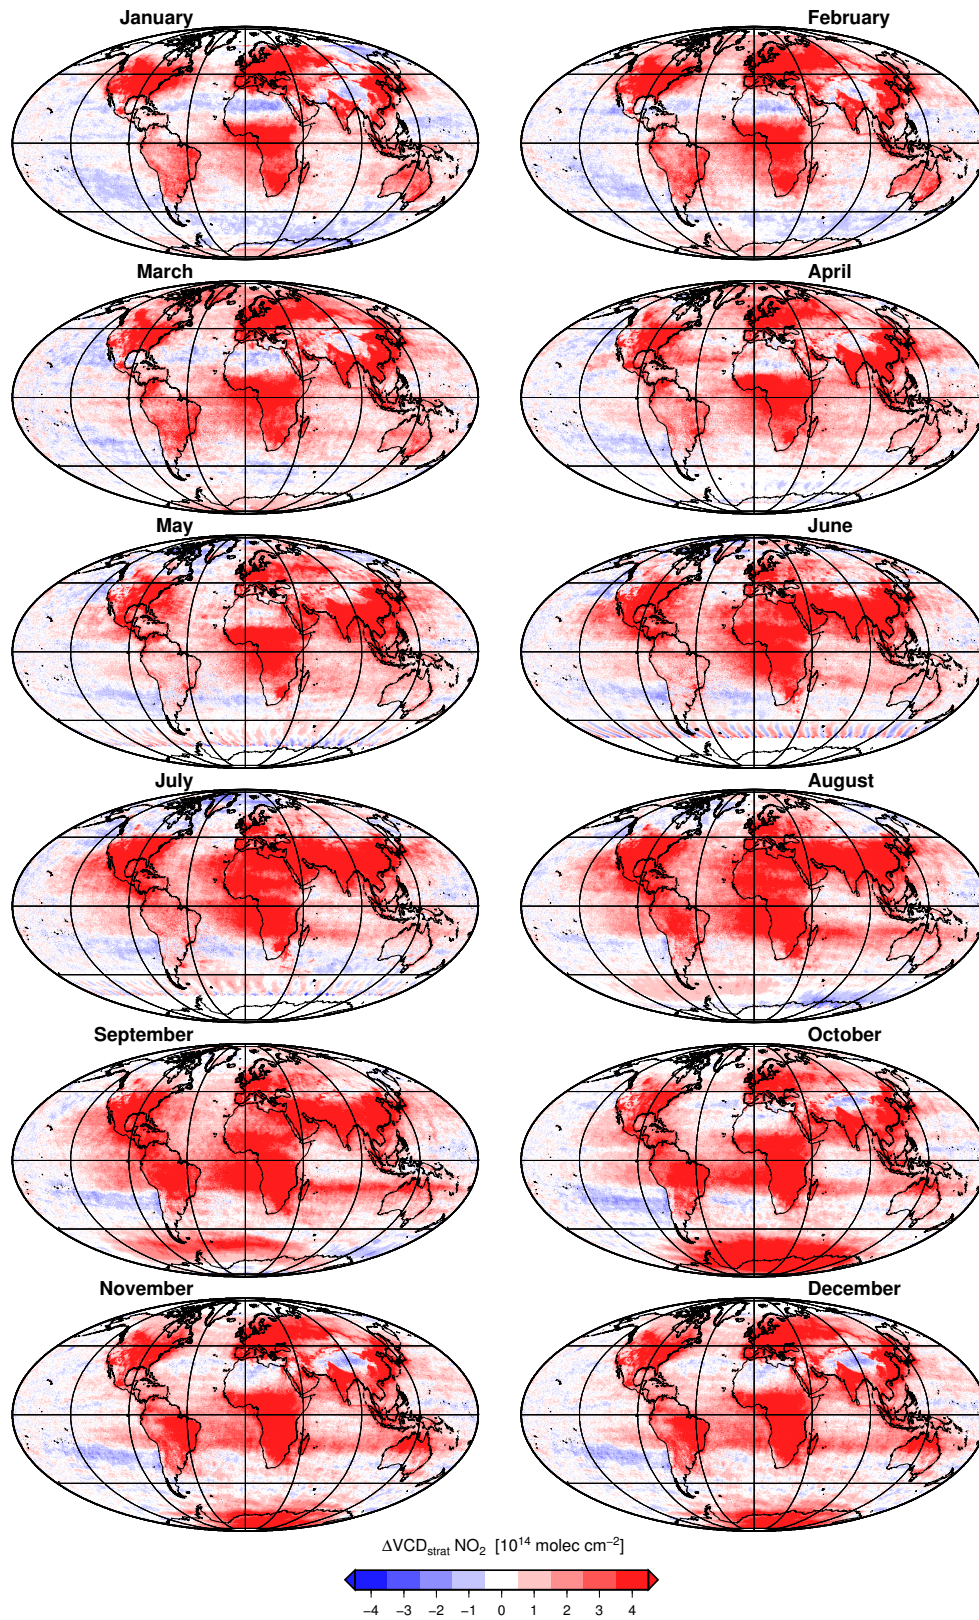 January February
March April
May June
July August
September October
November December
ΔVCDstrat NO2 [10^14 molec cm^−2]
−4 −3 −2 −1 0 1 2 3 4